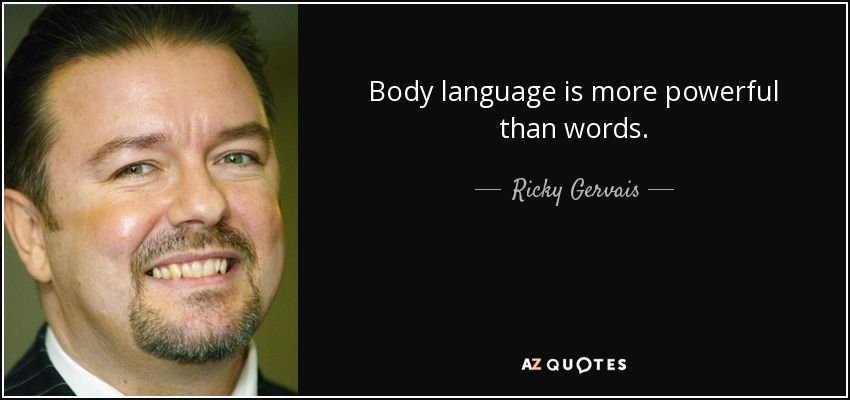 Body language is more powerful
than words.
Ricky Gervais
AZ QUOTES